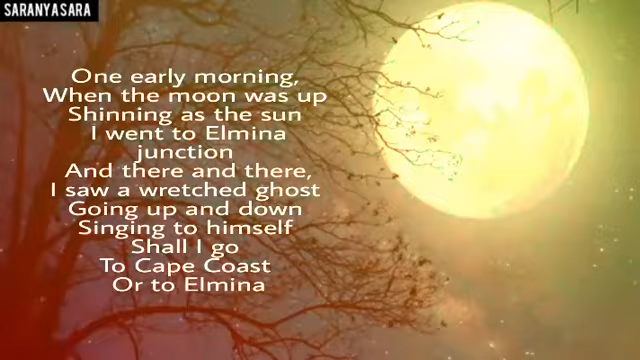 SARANYASARA
One early morning,
When the moon was up
Shinning as the sun
I went to Elmina
junction
And there and there,
I saw a wretched ghost
Going up and down
Singing to himself
Shall I go
To Cape Coast
Or to Elmina